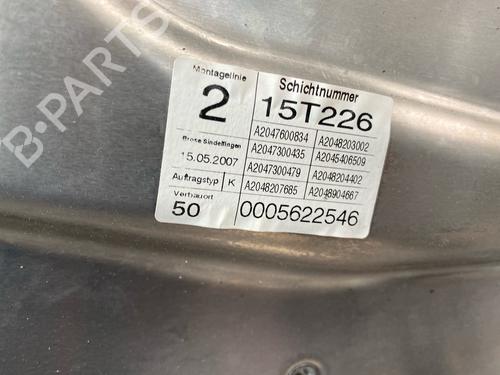 B-PARTS
Montagelinie
2
Schichtnummer
15T226
Brose Sindelfingen
15.05.2007
A2047600834 A2048203002
A2047300435 A2045406509
A2047300479 A2048204402
A2048207685 A2048904667
Auftragstyp K
Verbauort
50
0005622546